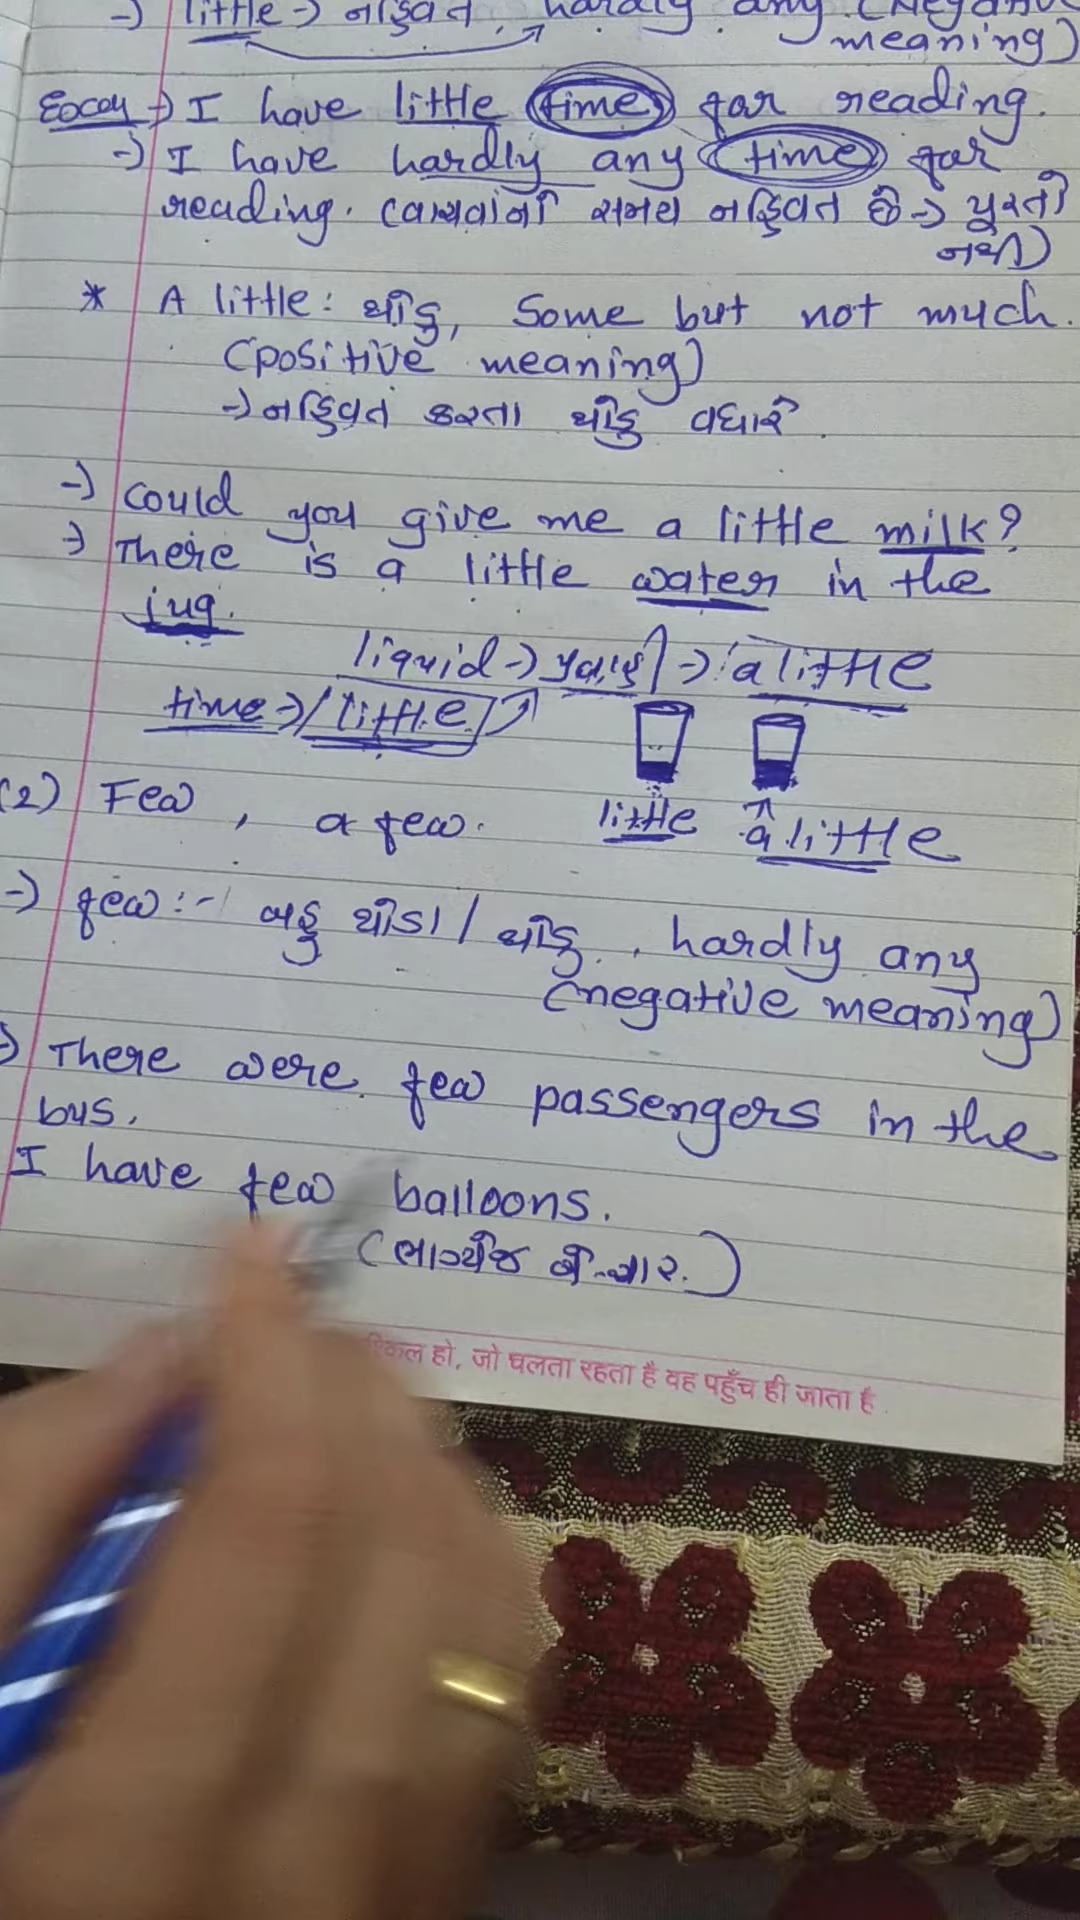 -> little -> નહિવત, hardly any (Negative
meaning)
-> I have little time for reading.
-> I have hardly any time for
reading. (વાચવાનો સમય નહિવત છે -> પૂરતો
નથી)
* A little: થોડુ, Some but not much.
(positive meaning)
-> નહિવત કરતા થોડુ વધારે.
-> could you give me a little milk?
-> There is a little water in the
jug.
liquid -> પ્રવાહી -> a little
time -> little
(2) Few, a few.
little a little
-> few :- બહુ થોડા / થોડુ, hardly any
(negative meaning)
-> There were few passengers in the
bus.
I have few balloons.
(ભાગ્યેજ બે-ચાર.)
हो, जो चलता रहता है वह पहुँच ही जाता है